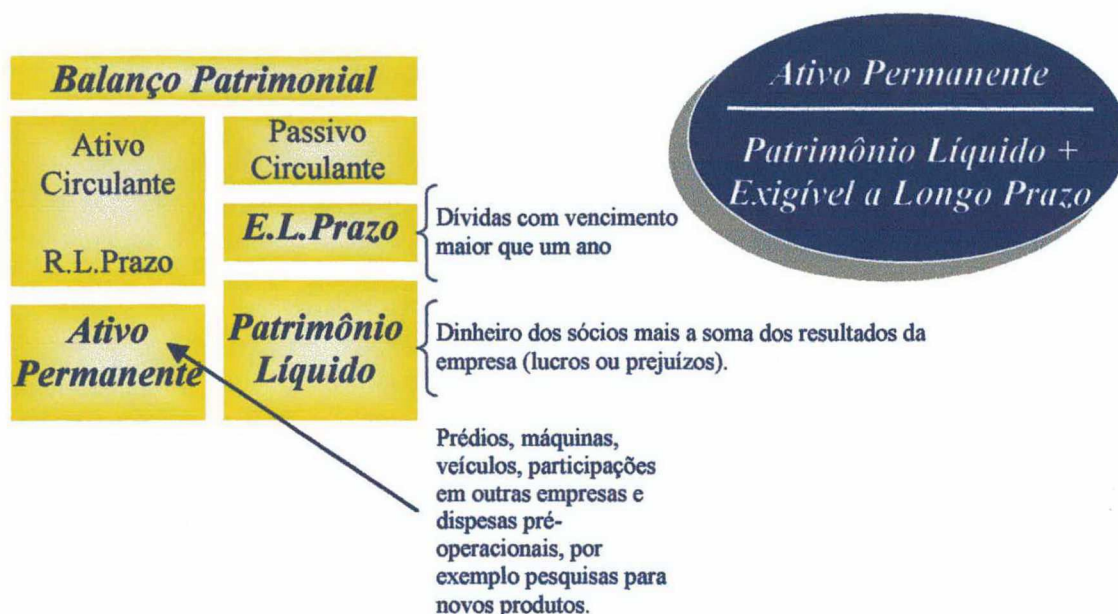 Balanço Patrimonial
Ativo
Circulante
R.L.Prazo
Ativo
Permanente
Passivo
Circulante
E.L.Prazo
Patrimônio
Líquido
Dívidas com vencimento
maior que um ano
Dinheiro dos sócios mais a soma dos resultados da
empresa (lucros ou prejuízos).
Prédios, máquinas,
veículos, participações
em outras empresas e
dispesas pré-
operacionais, por
exemplo pesquisas para
novos produtos.
Ativo Permanente
Patrimônio Líquido +
Exigível a Longo Prazo